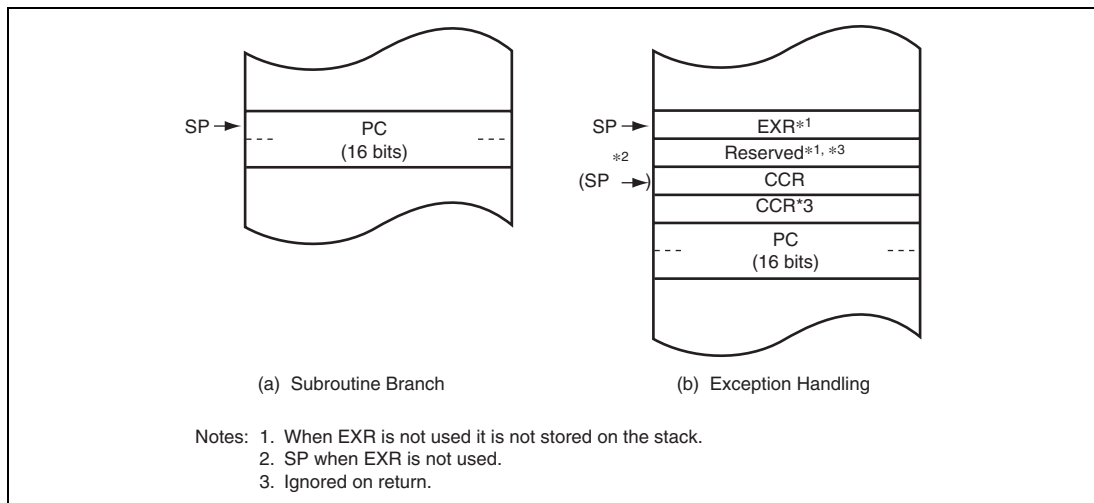 SP
PC
(16 bits)
(a) Subroutine Branch
SP
EXR*1
Reserved*1, *3
*2
(SP )
CCR
CCR*3
PC
(16 bits)
(b) Exception Handling
Notes: 1. When EXR is not used it is not stored on the stack.
2. SP when EXR is not used.
3. Ignored on return.